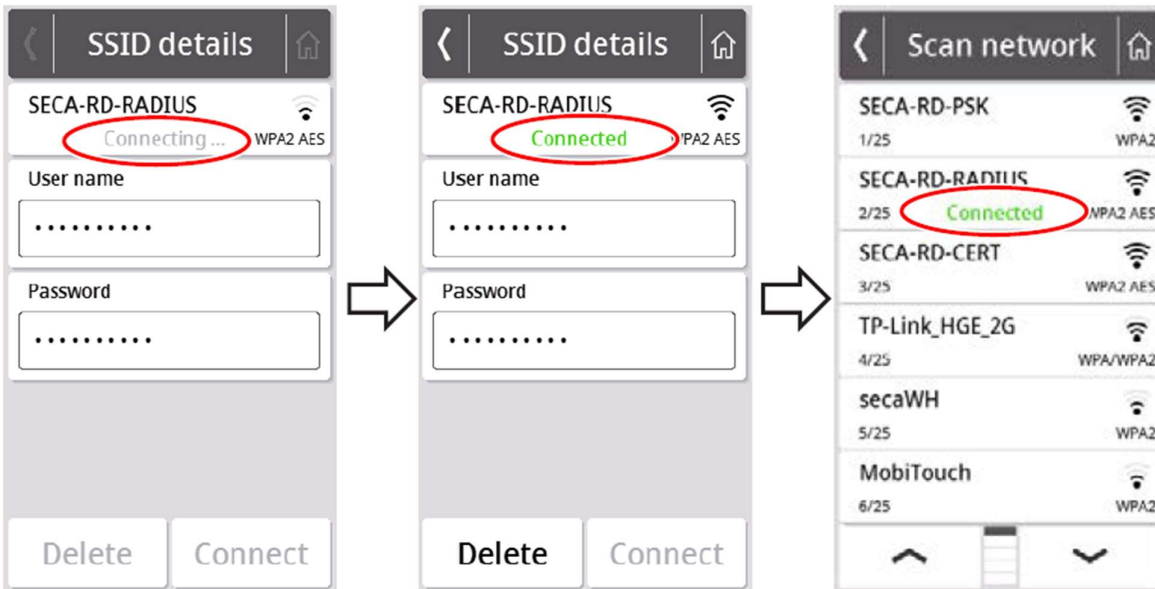 SSID details
SECA-RD-RADIUS
Connecting ... WPA2 AES
User name
..........
Password
..........
Delete Connect
SSID details
SECA-RD-RADIUS
Connected WPA2 AES
User name
..........
Password
..........
Delete Connect
Scan network
SECA-RD-PSK
1/25 WPA2
SECA-RD-RADIUS
2/25 Connected WPA2 AES
SECA-RD-CERT
3/25 WPA2 AES
TP-Link_HGE_2G
4/25 WPA/WPA2
secaWH
5/25 WPA2
MobiTouch
6/25 WPA2